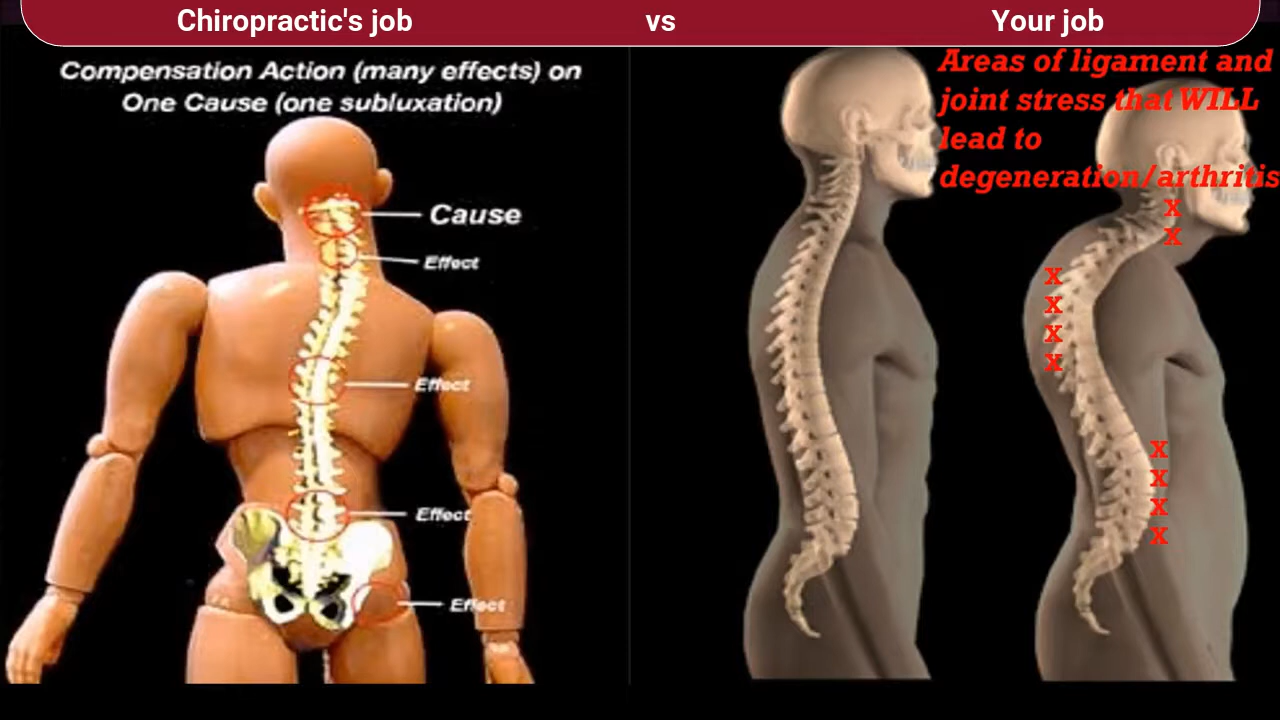 Chiropractic's job vs Your job
Compensation Action (many effects) on
One Cause (one subluxation)
Cause
Effect
Effect
Effect
Effect
Areas of ligament and
joint stress that WILL
lead to
degeneration/arthritis
X
X
X
X
X
X
X
X
X
X